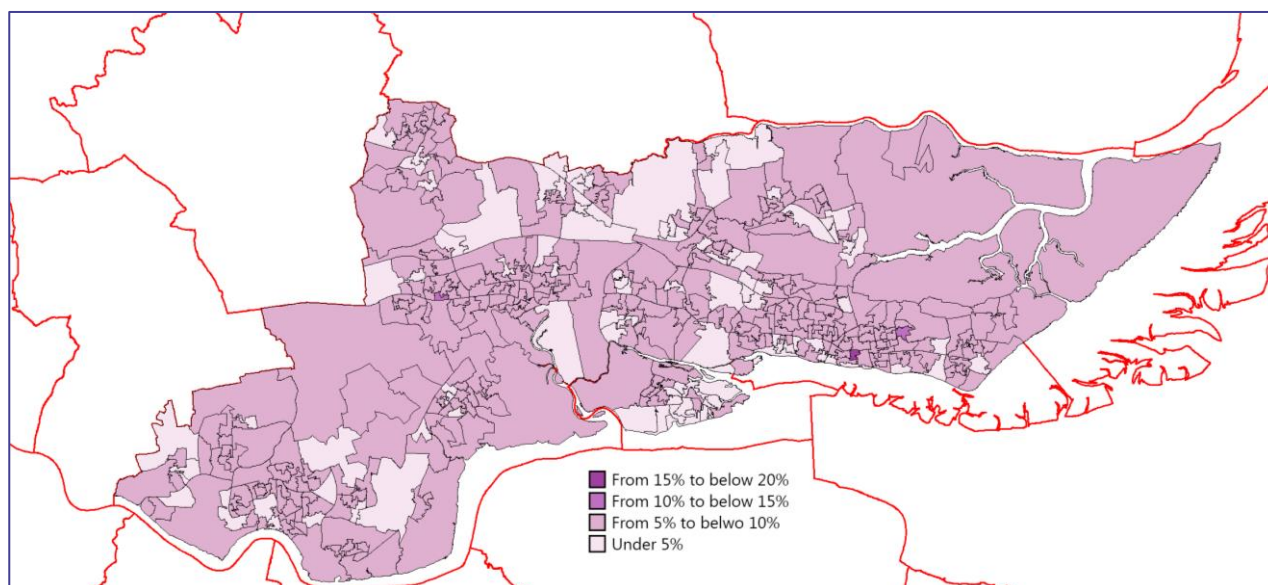 From 15% to below 20%
From 10% to below 15%
From 5% to belwo 10%
Under 5%